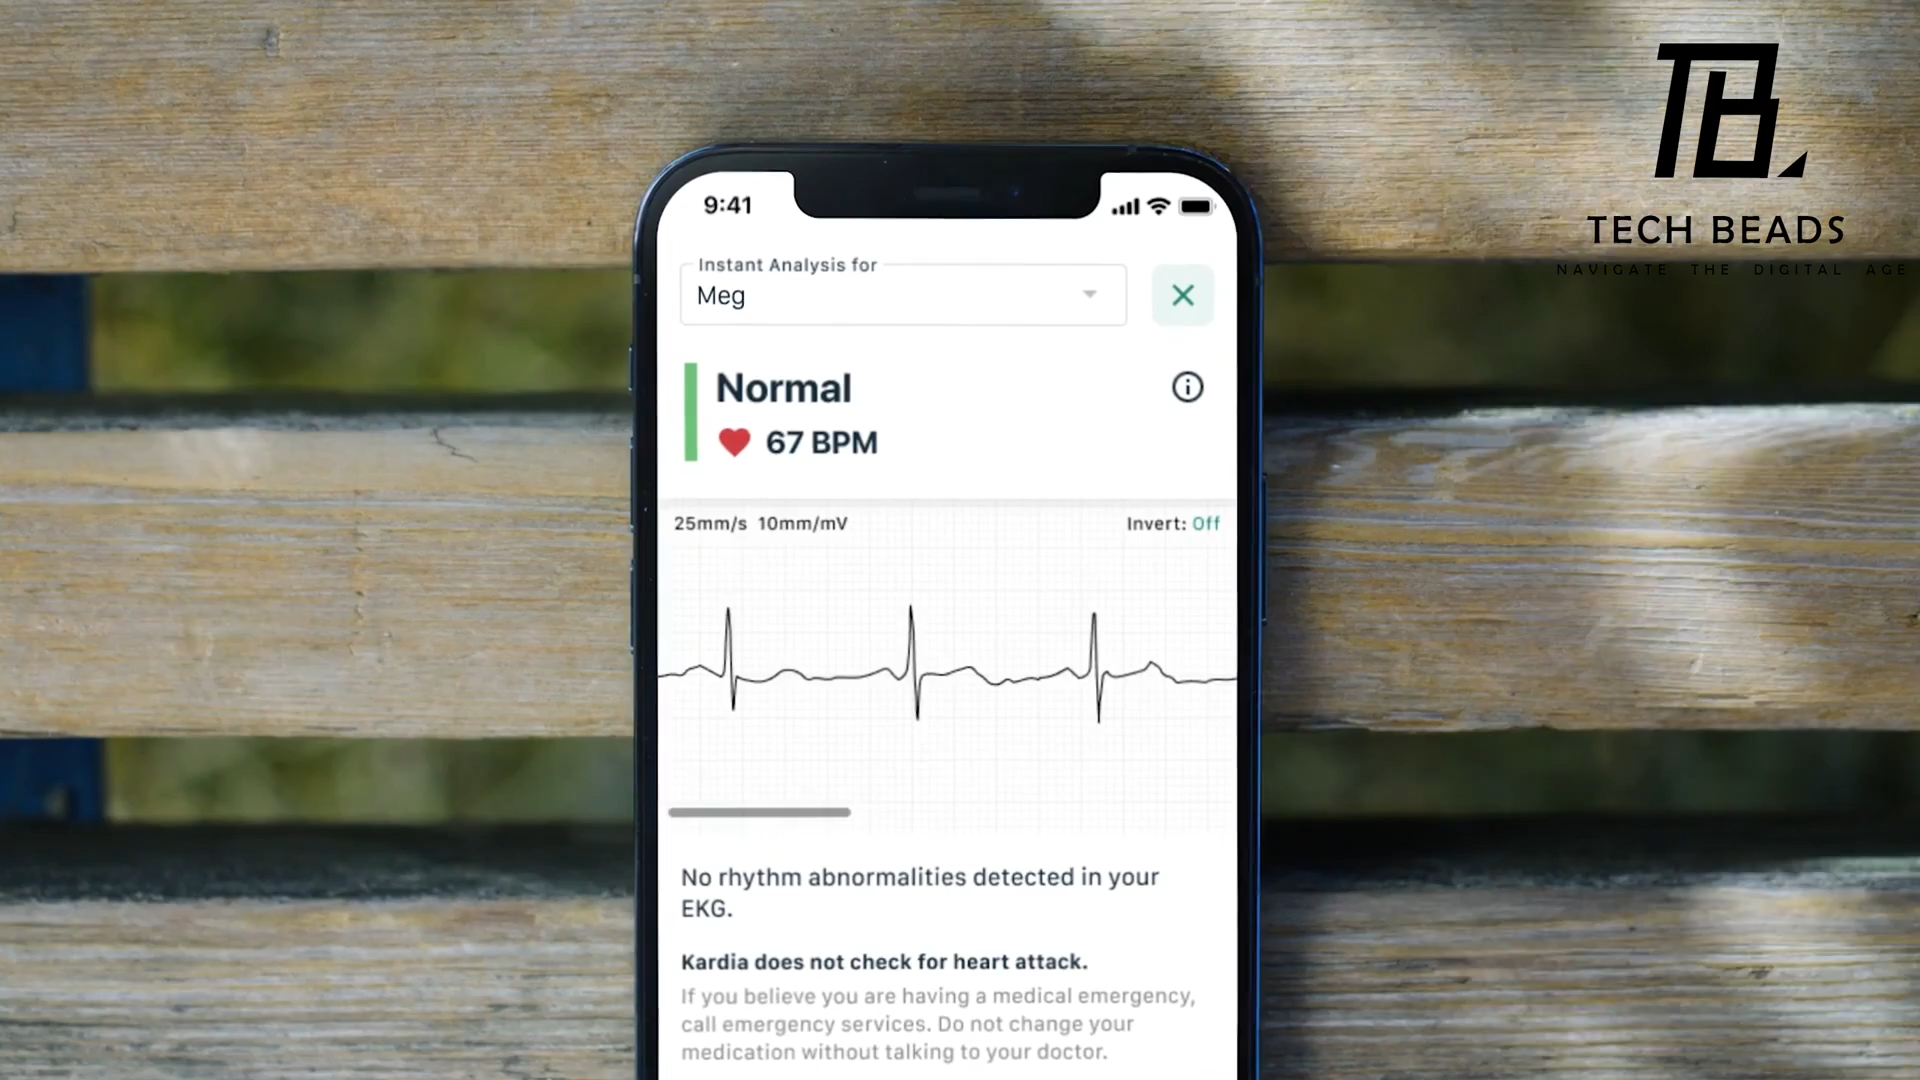 TB
TECH BEADS
NAVIGATE THE DIGITAL AGE
9:41
Instant Analysis for
Meg
Normal
67 BPM
25mm/s 10mm/mV
Invert: Off
No rhythm abnormalities detected in your
EKG.
Kardia does not check for heart attack.
If you believe you are having a medical emergency,
call emergency services. Do not change your
medication without talking to your doctor.